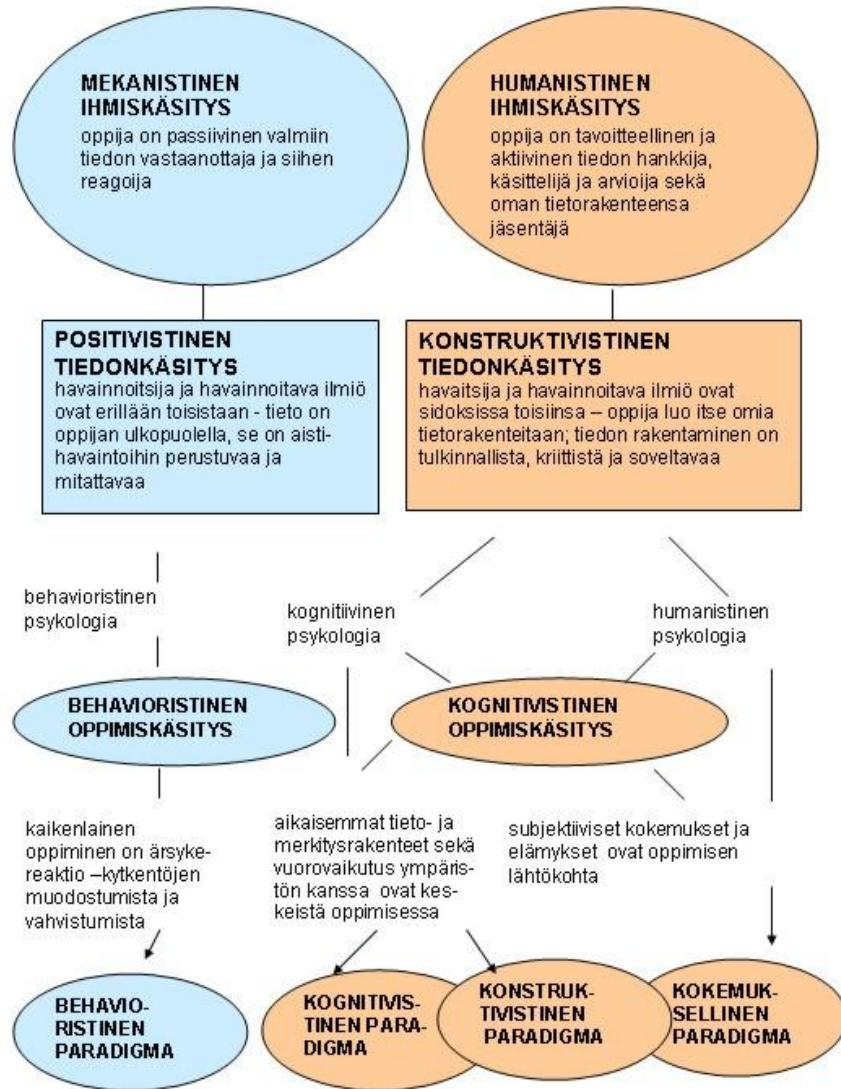 MEKANISTINEN
IHMISKÄSITYS
oppija on passiivinen valmiin
tiedon vastaanottaja ja siihen
reagoija
HUMANISTINEN
IHMISKÄSITYS
oppija on tavoitteellinen ja
aktiivinen tiedon hankkija,
käsittelijä ja arvioija sekä
oman tietorakenteensa
jäsentäjä
POSITIVISTINEN
TIEDONKÄSITYS
havainnoitsija ja havainnoitava ilmiö
ovat erillään toisistaan - tieto on
oppijan ulkopuolella, se on aisti-
havaintoihin perustuvaa ja
mitattavaa
KONSTRUKTIVISTINEN
TIEDONKÄSITYS
havaitsija ja havainnoitava ilmiö ovat
sidoksissa toisiinsa – oppija luo itse omia
tietorakenteitaan; tiedon rakentaminen on
tulkinnallista, kriittistä ja soveltavaa
behavioristinen
psykologia
kognitiivinen
psykologia
humanistinen
psykologia
BEHAVIORISTINEN
OPPIMISKÄSITYS
KOGNITIVISTINEN
OPPIMISKÄSITYS
kaikenlainen
oppiminen on ärsyke-
reaktio –kytkentöjen
muodostumista ja
vahvistumista
aikaisemmat tieto- ja
merkitysrakenteet sekä
vuorovaikutus ympäris-
tön kanssa ovat kes-
keistä oppimisessa
subjektiiviset kokemukset ja
elämykset ovat oppimisen
lähtökohta
BEHAVIO-
RISTINEN
PARADIGMA
KOGNITIVIS-
TINEN PARA-
DIGMA
KONSTRUK-
TIVISTINEN
PARADIGMA
KOKEMUK-
SELLINEN
PARADIGMA